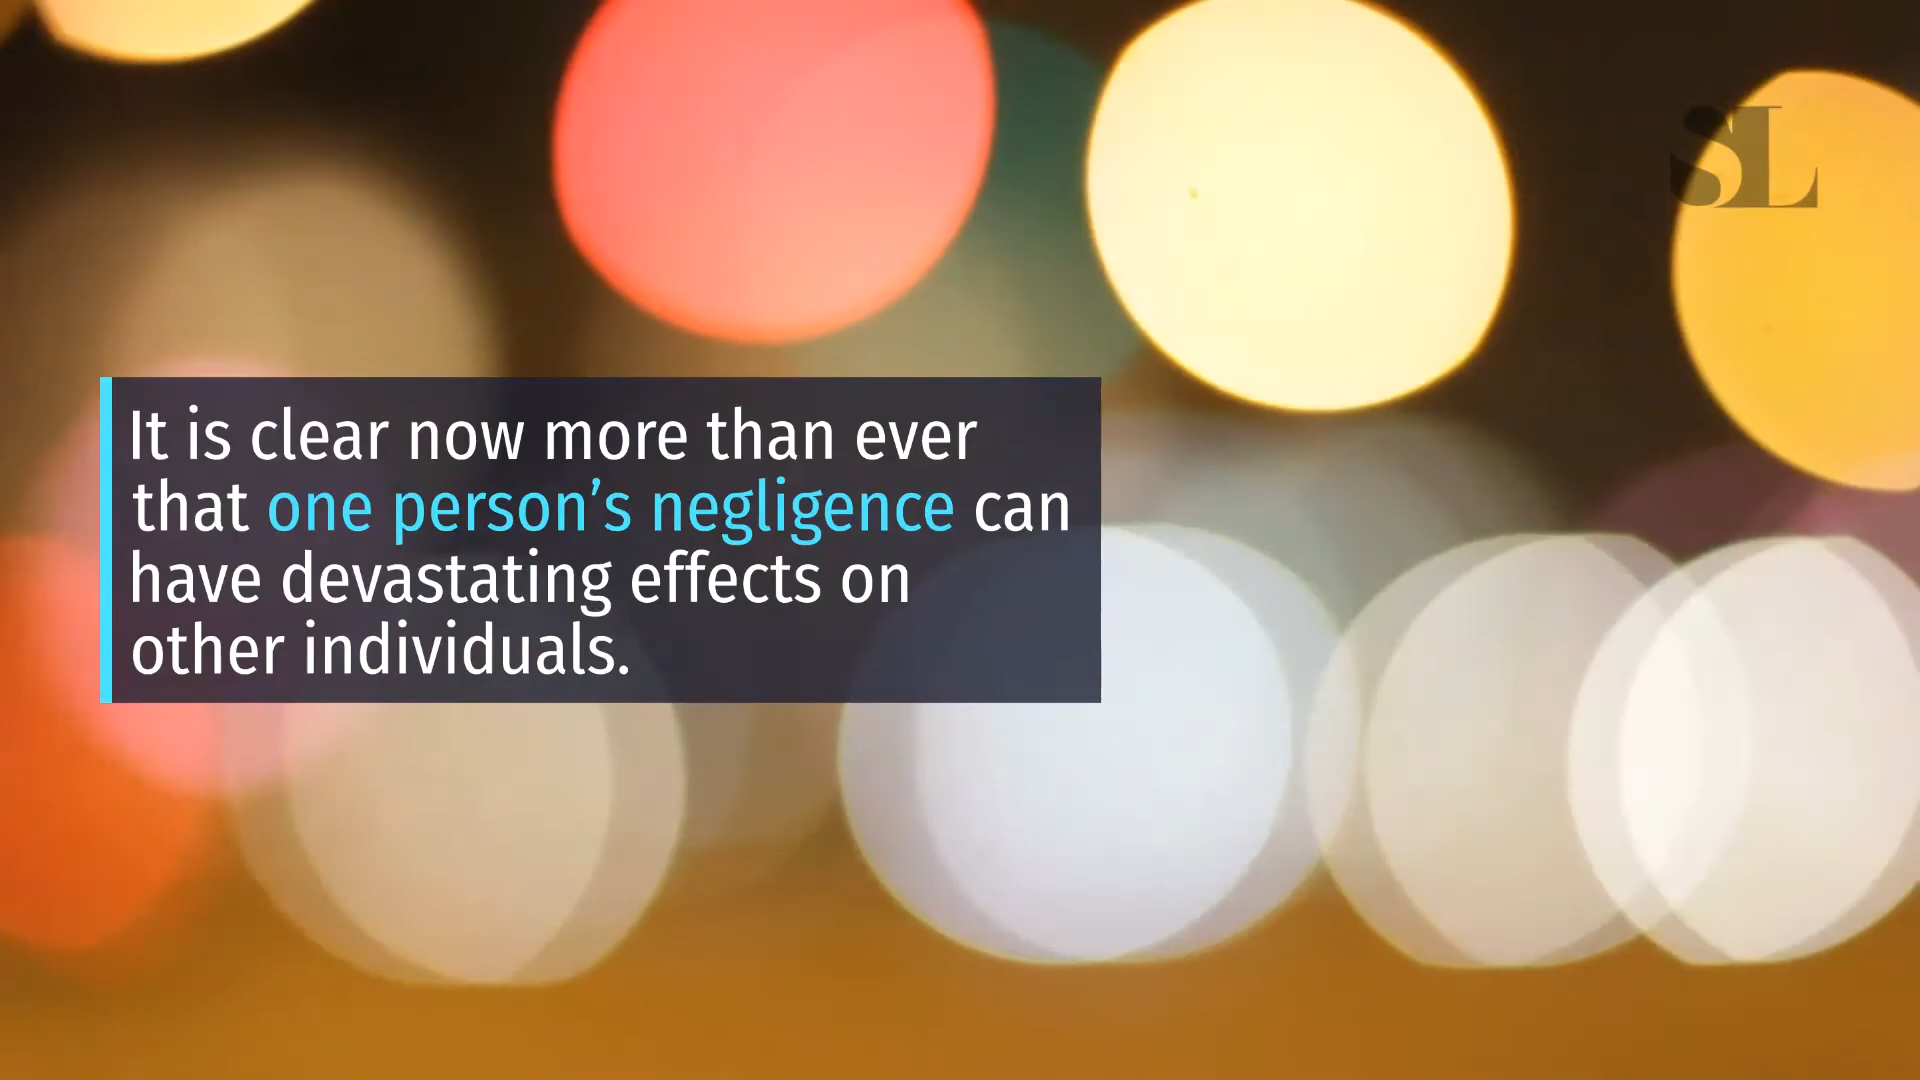 SL
It is clear now more than ever
that one person’s negligence can
have devastating effects on
other individuals.